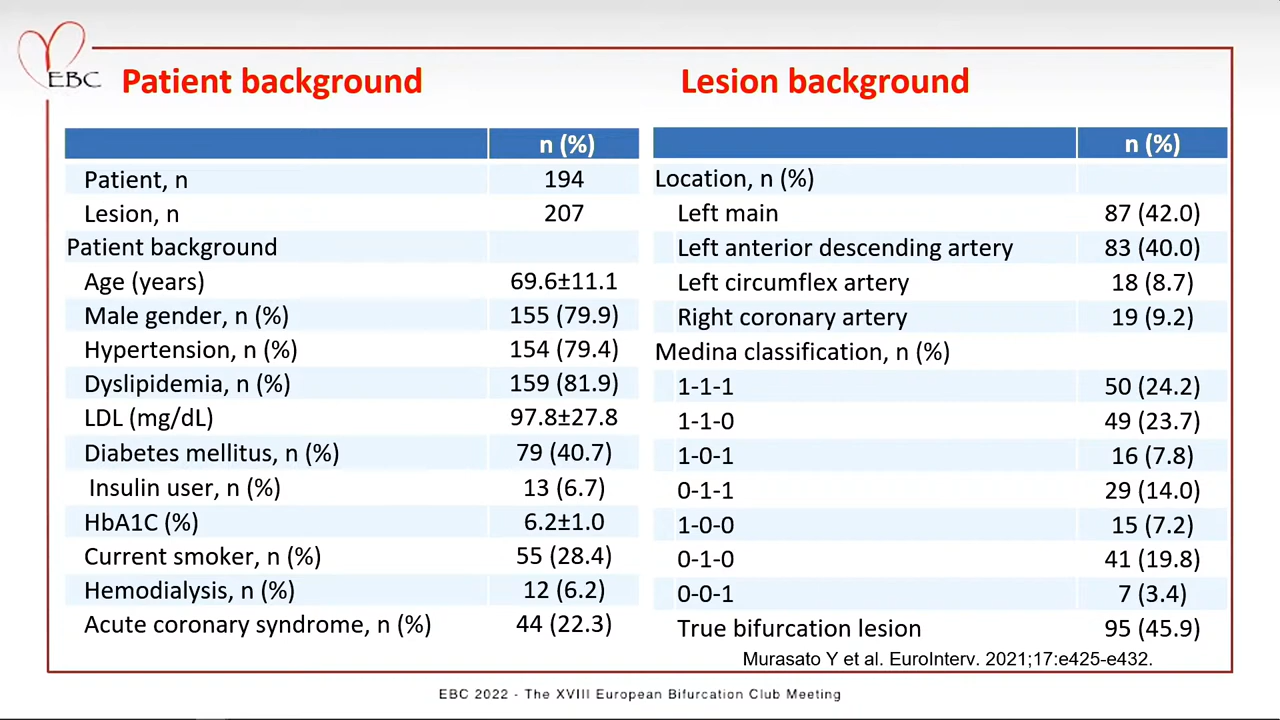 EBC
Patient background
n (%)
Patient, n 194
Lesion, n 207
Patient background
Age (years) 69.6±11.1
Male gender, n (%) 155 (79.9)
Hypertension, n (%) 154 (79.4)
Dyslipidemia, n (%) 159 (81.9)
LDL (mg/dL) 97.8±27.8
Diabetes mellitus, n (%) 79 (40.7)
Insulin user, n (%) 13 (6.7)
HbA1C (%) 6.2±1.0
Current smoker, n (%) 55 (28.4)
Hemodialysis, n (%) 12 (6.2)
Acute coronary syndrome, n (%) 44 (22.3)
Lesion background
n (%)
Location, n (%)
Left main 87 (42.0)
Left anterior descending artery 83 (40.0)
Left circumflex artery 18 (8.7)
Right coronary artery 19 (9.2)
Medina classification, n (%)
1-1-1 50 (24.2)
1-1-0 49 (23.7)
1-0-1 16 (7.8)
0-1-1 29 (14.0)
1-0-0 15 (7.2)
0-1-0 41 (19.8)
0-0-1 7 (3.4)
True bifurcation lesion 95 (45.9)
Murasato Y et al. EuroInterv. 2021;17:e425-e432.
EBC 2022 - The XVIII European Bifurcation Club Meeting